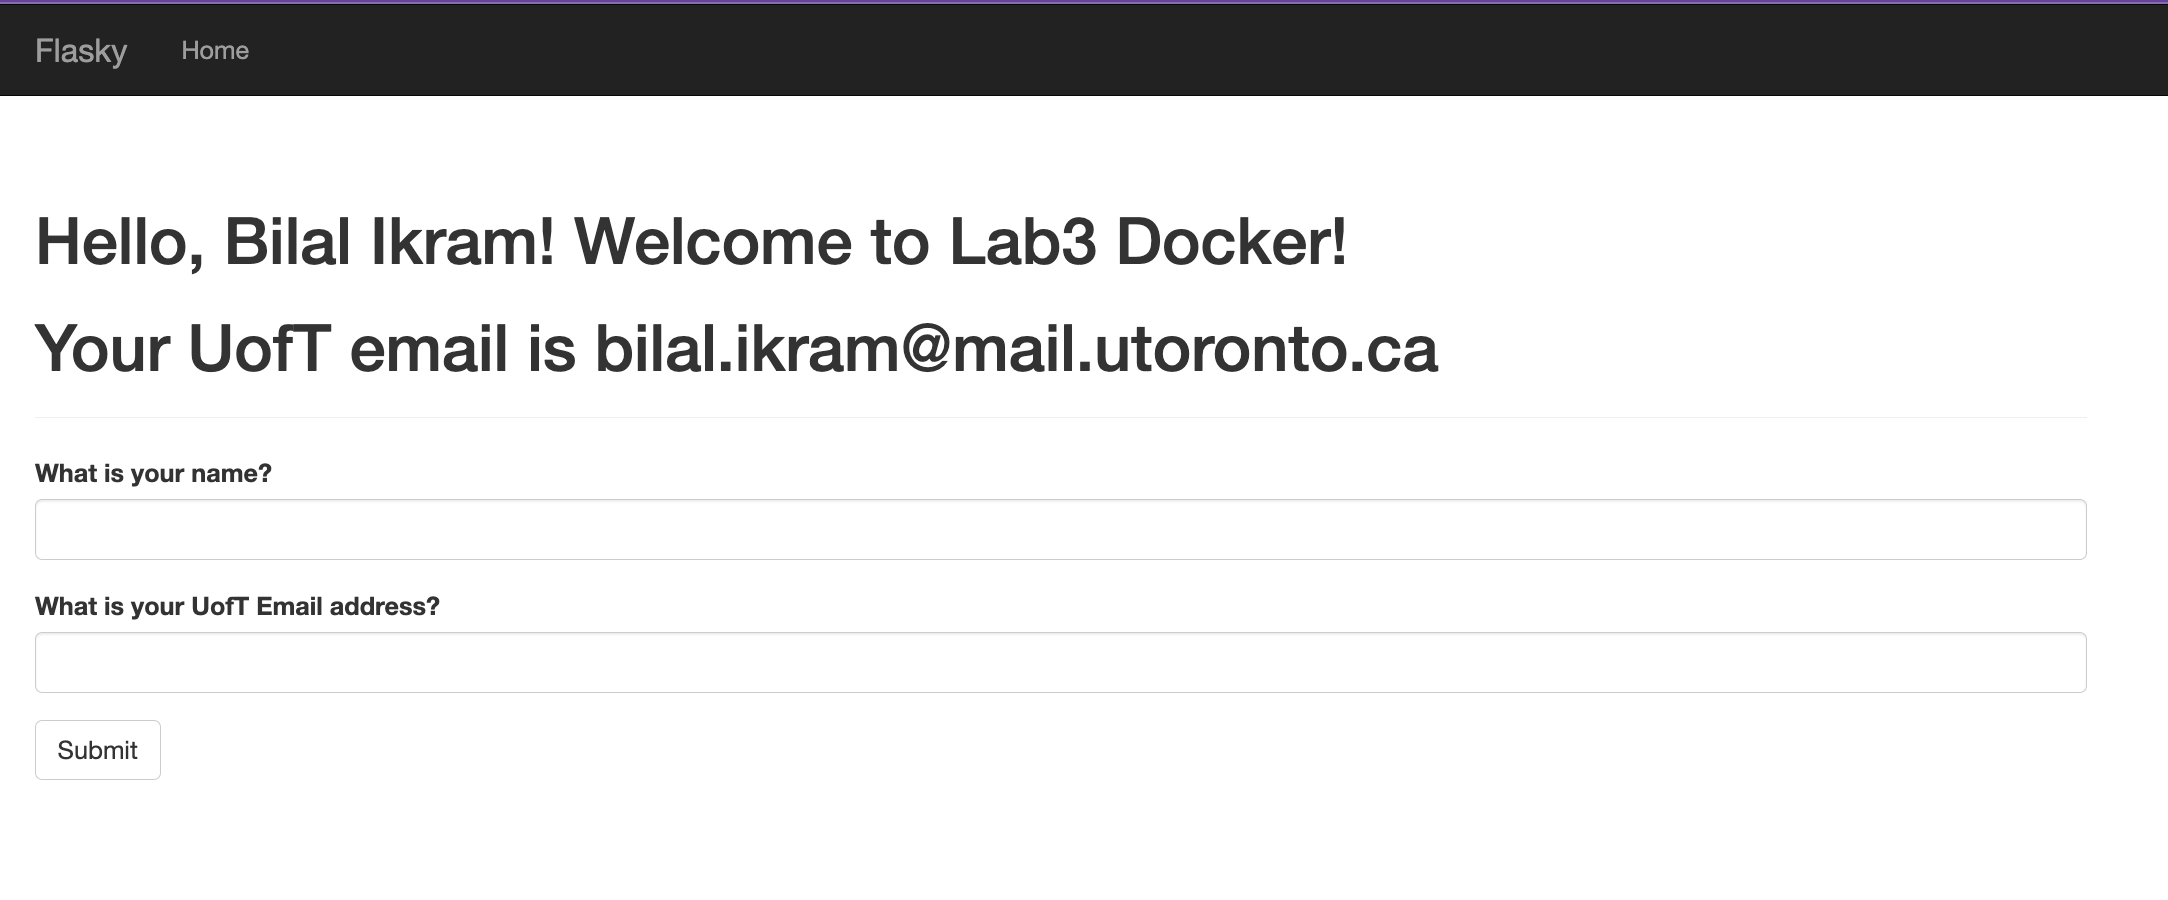 Flasky Home
Hello, Bilal Ikram! Welcome to Lab3 Docker!
Your UofT email is bilal.ikram@mail.utoronto.ca
What is your name?
What is your UofT Email address?
Submit